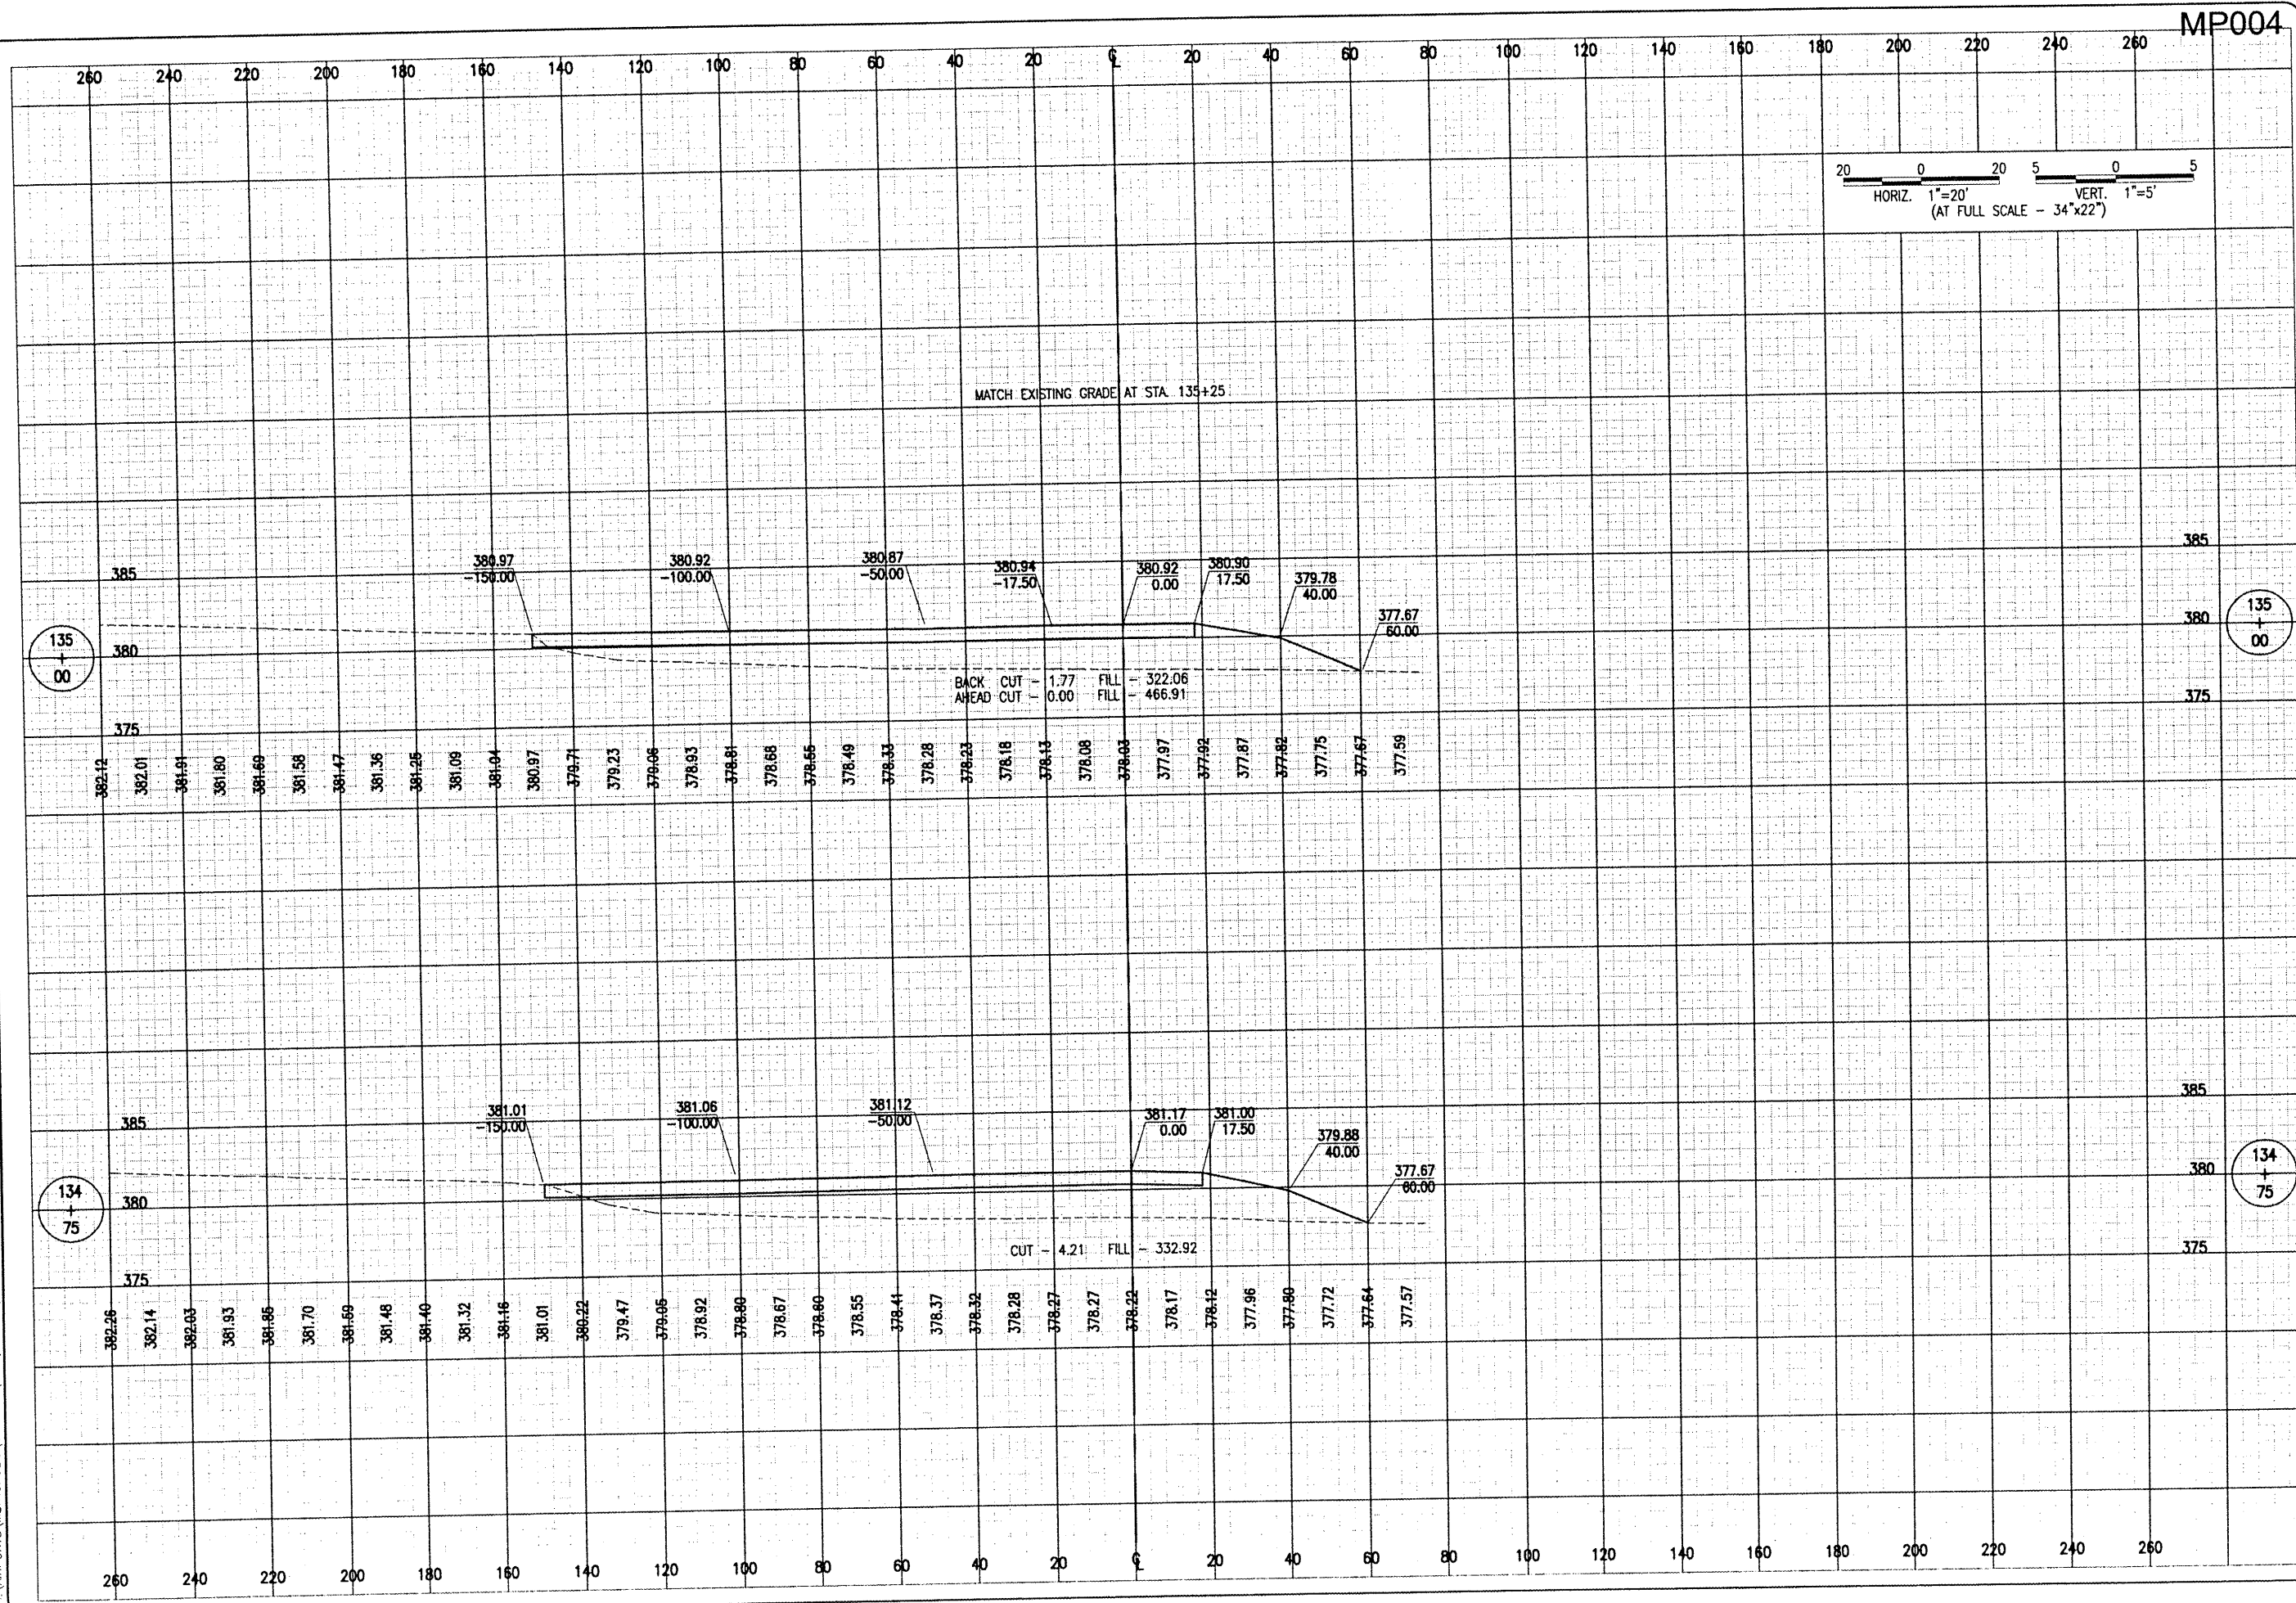 MP004
260 240 220 200 180 160 140 120 100 80 60 40 20 ℄ 20 40 60 80 100 120 140 160 180 200 220 240 260
20 0 20 5 0 5
HORIZ. 1"=20' VERT. 1"=5'
(AT FULL SCALE - 34"x22")
MATCH EXISTING GRADE AT STA. 135+25
380.97 380.92 380.87 380.94 380.92 380.90 379.78 377.67
-150.00 -100.00 -50.00 -17.50 0.00 17.50 40.00 60.00
385 385
135 + 00 380 380 135 + 00
375 375
BACK CUT - 1.77 FILL - 322.06
AHEAD CUT - 0.00 FILL - 466.91
382.12 382.01 381.91 381.80 381.69 381.58 381.47 381.36 381.25 381.09 381.04 380.97 379.71 379.23 379.06 378.93 378.81 378.68 378.55 378.49 378.33 378.28 378.23 378.18 378.13 378.08 378.03 377.97 377.92 377.87 377.82 377.75 377.67 377.59
381.01 381.06 381.12 381.17 381.00 379.88 377.67
-150.00 -100.00 -50.00 0.00 17.50 40.00 60.00
385 385
134 + 75 380 380 134 + 75
375 375
CUT - 4.21 FILL - 332.92
382.26 382.14 382.03 381.93 381.85 381.70 381.59 381.48 381.40 381.32 381.16 381.01 380.22 379.47 379.05 378.92 378.80 378.67 378.60 378.55 378.41 378.37 378.32 378.28 378.27 378.27 378.22 378.17 378.12 377.96 377.80 377.72 377.64 377.57
260 240 220 200 180 160 140 120 100 80 60 40 20 ℄ 20 40 60 80 100 120 140 160 180 200 220 240 260